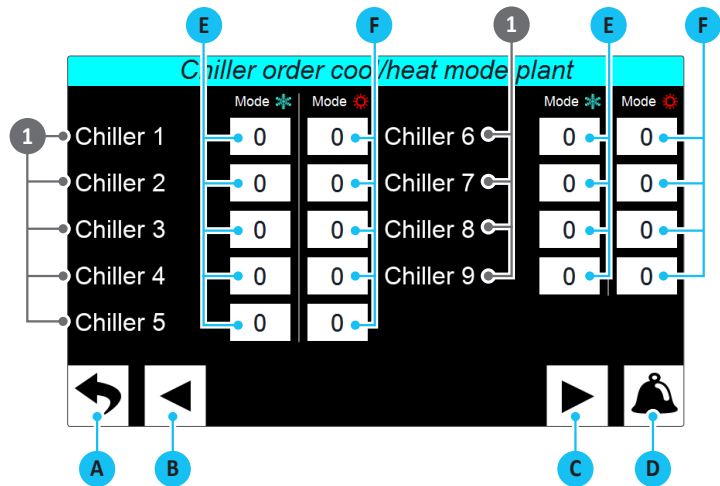 E F 1 E F
Chiller order cool/heat mode plant
Mode Mode Mode Mode
1 Chiller 1 0 0 Chiller 6 0 0
Chiller 2 0 0 Chiller 7 0 0
Chiller 3 0 0 Chiller 8 0 0
Chiller 4 0 0 Chiller 9 0 0
Chiller 5 0 0
A B C D